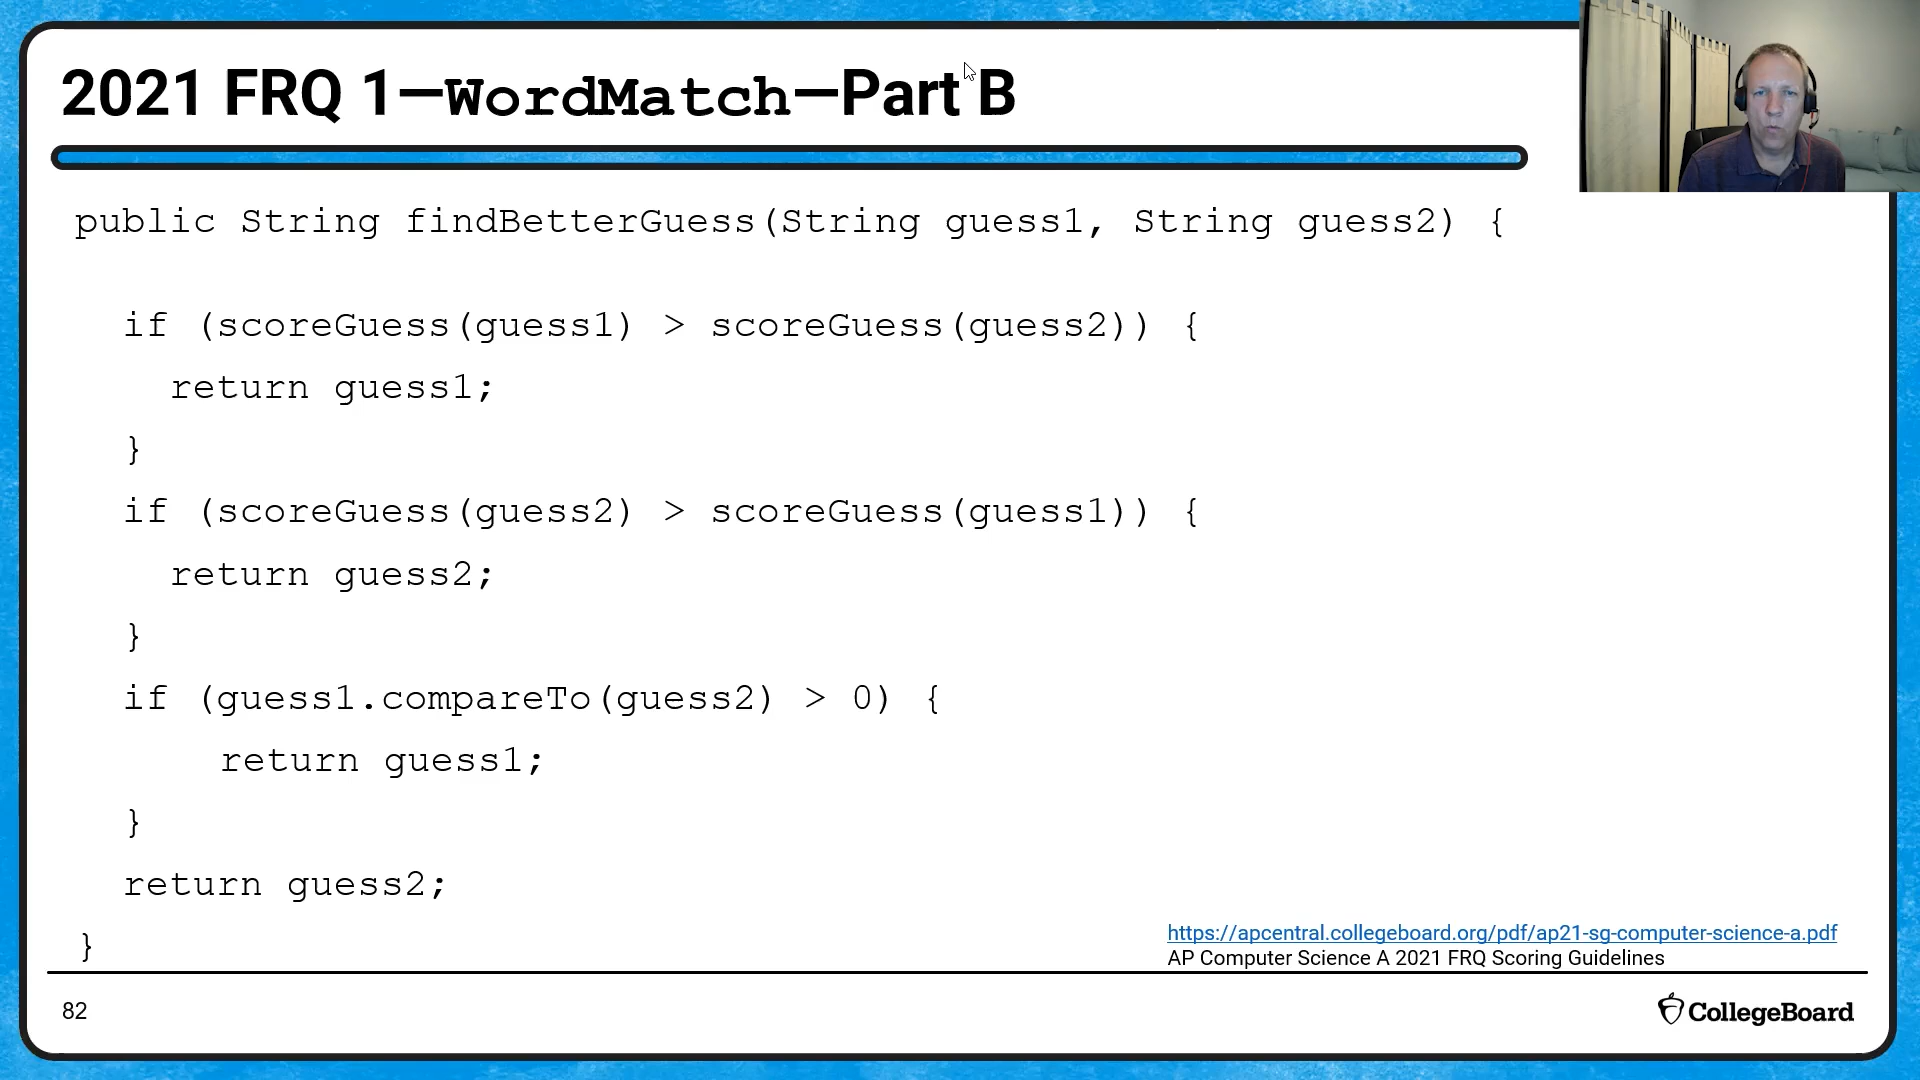 2021 FRQ 1—WordMatch—Part B
public String findBetterGuess(String guess1, String guess2) {
if (scoreGuess(guess1) > scoreGuess(guess2)) {
return guess1;
}
if (scoreGuess(guess2) > scoreGuess(guess1)) {
return guess2;
}
if (guess1.compareTo(guess2) > 0) {
return guess1;
}
return guess2;
}
https://apcentral.collegeboard.org/pdf/ap21-sg-computer-science-a.pdf
AP Computer Science A 2021 FRQ Scoring Guidelines
82
CollegeBoard